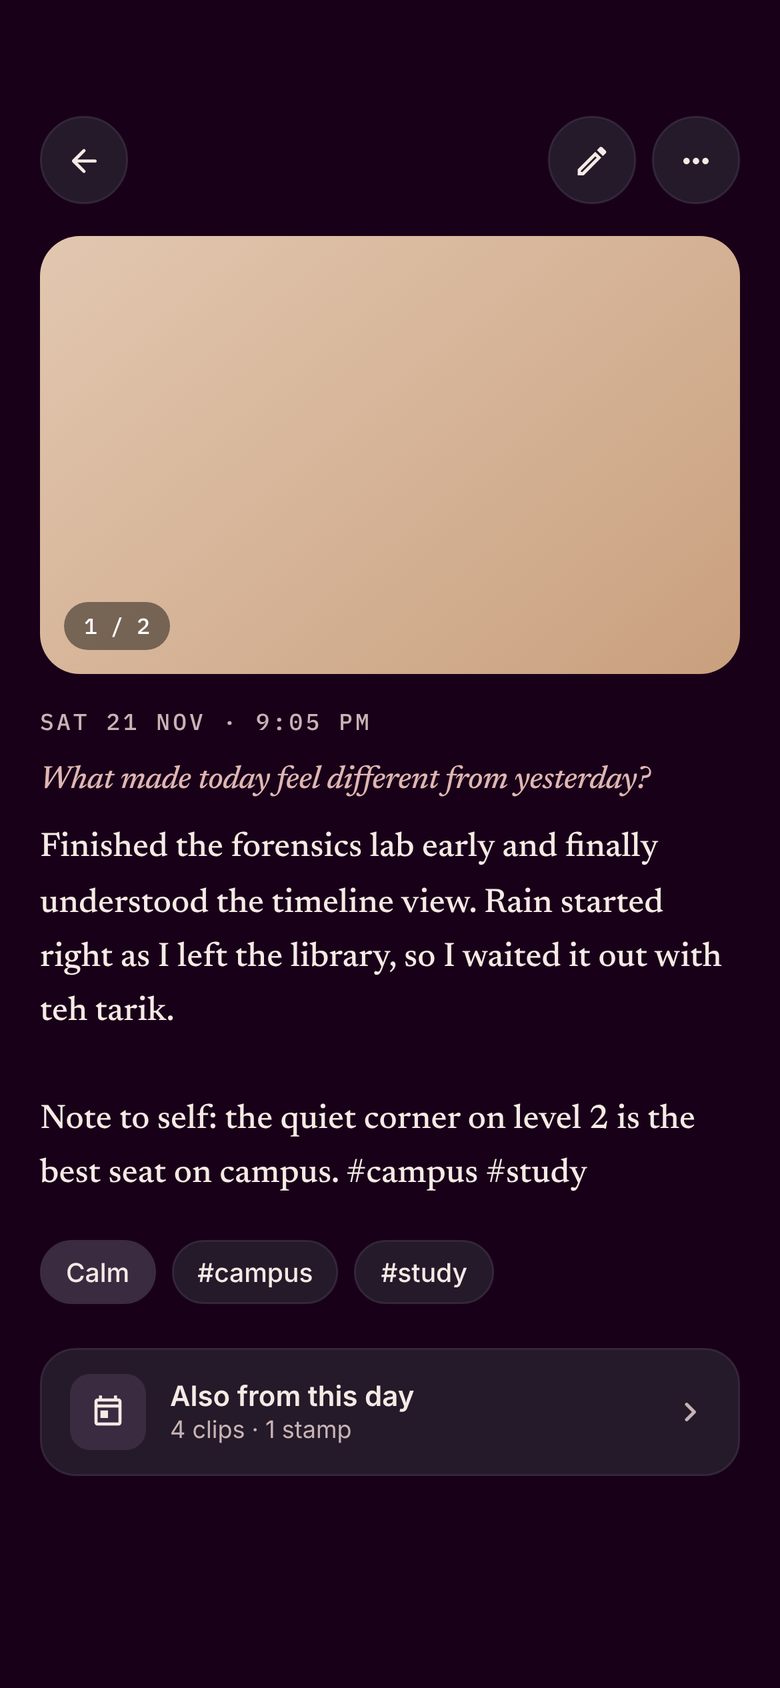 1 / 2
SAT 21 NOV · 9:05 PM
What made today feel different from yesterday?
Finished the forensics lab early and finally
understood the timeline view. Rain started
right as I left the library, so I waited it out with
teh tarik.
Note to self: the quiet corner on level 2 is the
best seat on campus. #campus #study
Calm #campus #study
Also from this day
4 clips · 1 stamp